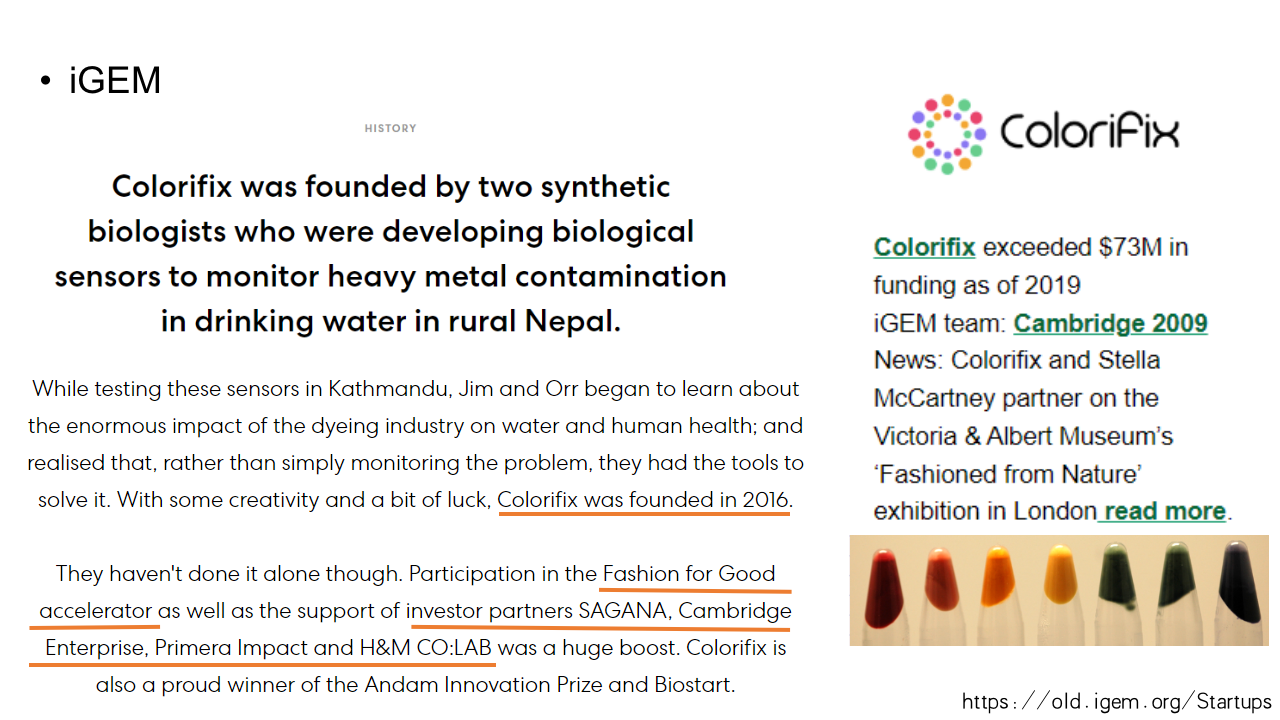 • iGEM
HISTORY
Colorifix was founded by two synthetic
biologists who were developing biological
sensors to monitor heavy metal contamination
in drinking water in rural Nepal.
While testing these sensors in Kathmandu, Jim and Orr began to learn about
the enormous impact of the dyeing industry on water and human health; and
realised that, rather than simply monitoring the problem, they had the tools to
solve it. With some creativity and a bit of luck, Colorifix was founded in 2016.
They haven't done it alone though. Participation in the Fashion for Good
accelerator as well as the support of investor partners SAGANA, Cambridge
Enterprise, Primera Impact and H&M CO:LAB was a huge boost. Colorifix is
also a proud winner of the Andam Innovation Prize and Biostart.
Colorifix
Colorifix exceeded $73M in
funding as of 2019
iGEM team: Cambridge 2009
News: Colorifix and Stella
McCartney partner on the
Victoria & Albert Museum’s
‘Fashioned from Nature’
exhibition in London read more.
https://old.igem.org/Startups